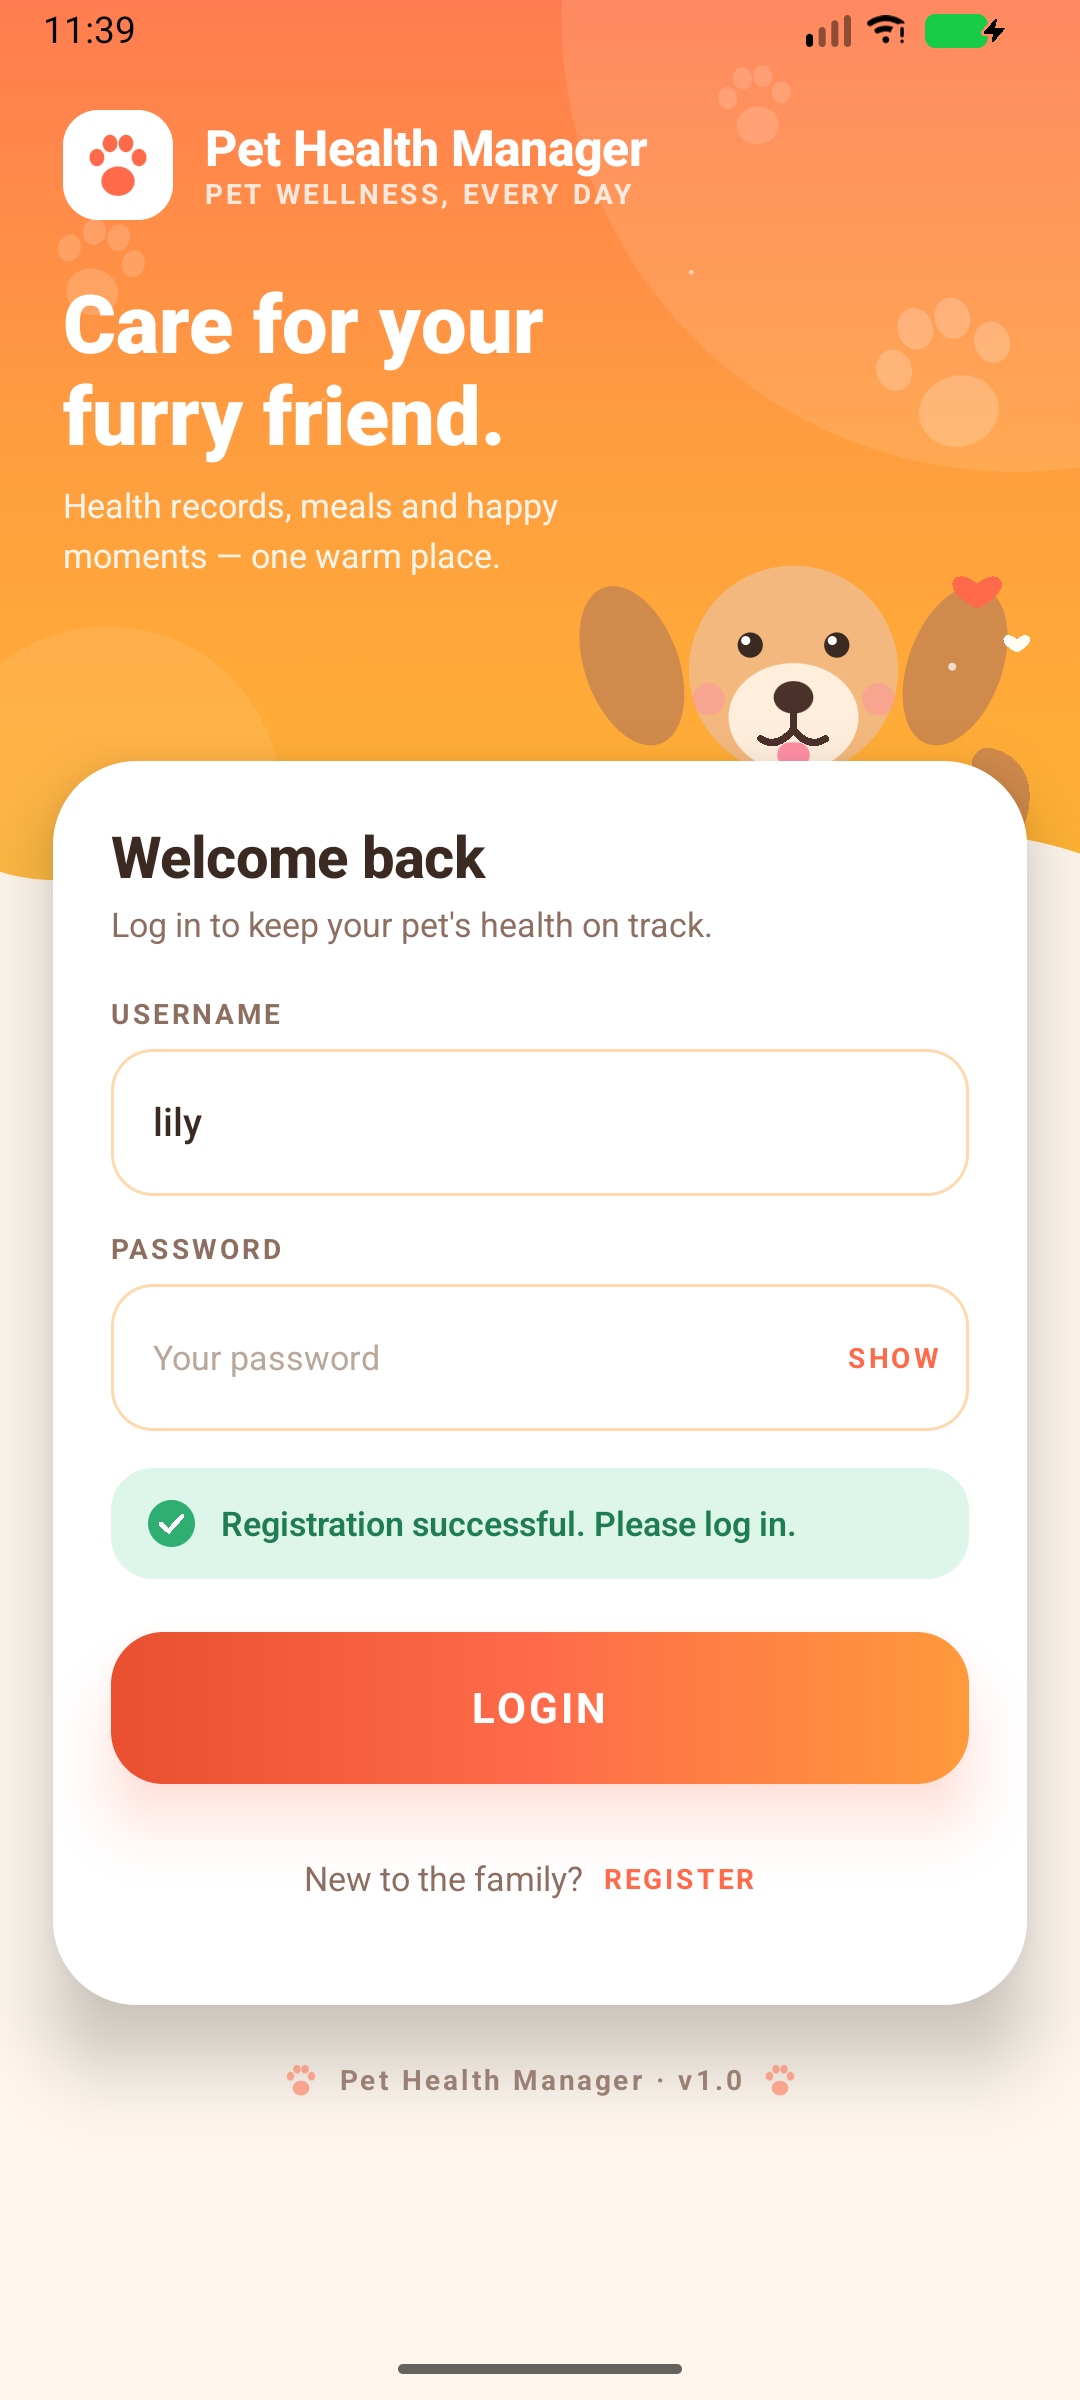 11:39
Pet Health Manager
PET WELLNESS, EVERY DAY
Care for your
furry friend.
Health records, meals and happy
moments — one warm place.
Welcome back
Log in to keep your pet's health on track.
USERNAME
lily
PASSWORD
Your password
SHOW
Registration successful. Please log in.
LOGIN
New to the family? REGISTER
Pet Health Manager · v1.0